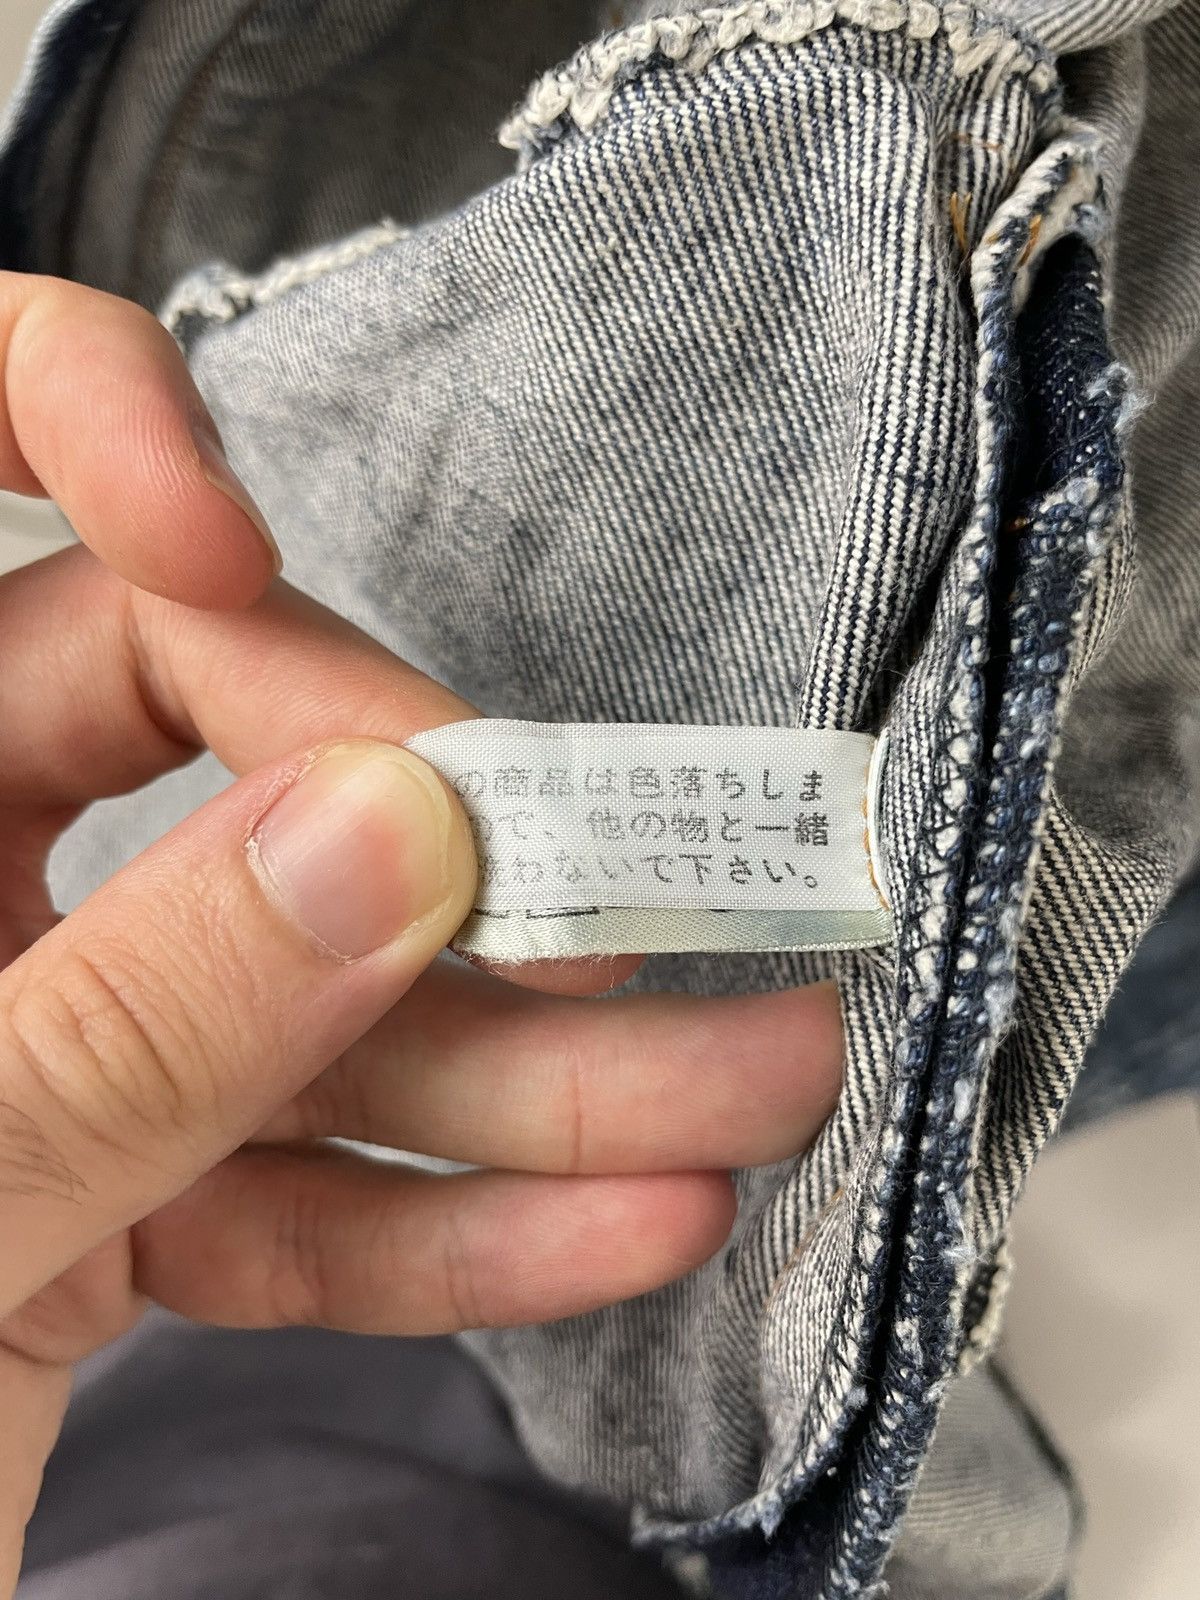 の商品は色落ちしま
で、他の物と一緒
洗わないで下さい。